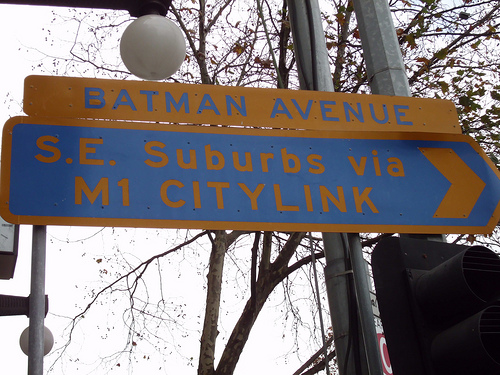 BATMAN AVENUE
S.E. Suburbs via
M1 CITYLINK